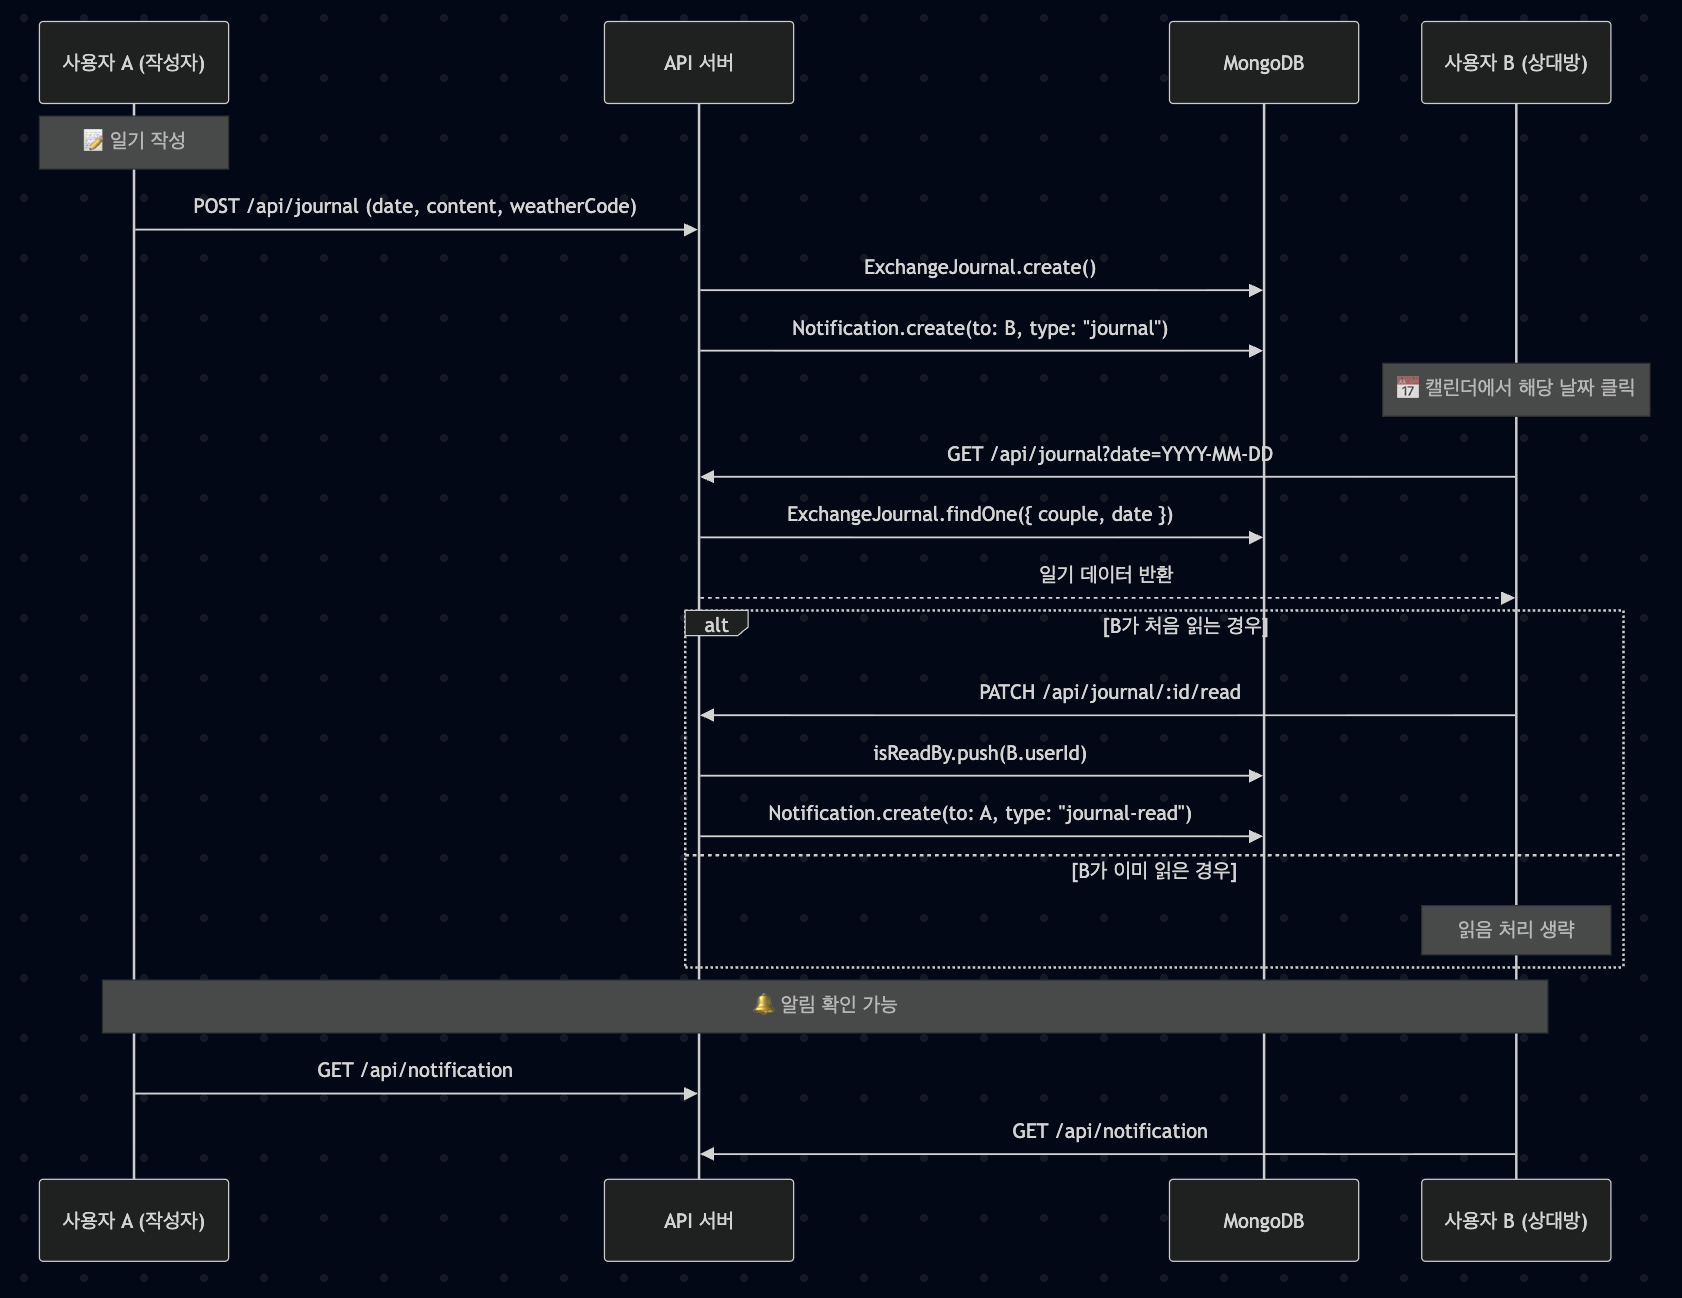 사용자 A (작성자)
API 서버
MongoDB
사용자 B (상대방)
📝 일기 작성
POST /api/journal (date, content, weatherCode)
ExchangeJournal.create()
Notification.create(to: B, type: "journal")
📅 캘린더에서 해당 날짜 클릭
GET /api/journal?date=YYYY-MM-DD
ExchangeJournal.findOne({ couple, date })
일기 데이터 반환
alt
[B가 처음 읽는 경우]
PATCH /api/journal/:id/read
isReadBy.push(B.userId)
Notification.create(to: A, type: "journal-read")
[B가 이미 읽은 경우]
읽음 처리 생략
🔔 알림 확인 가능
GET /api/notification
GET /api/notification
사용자 A (작성자)
API 서버
MongoDB
사용자 B (상대방)